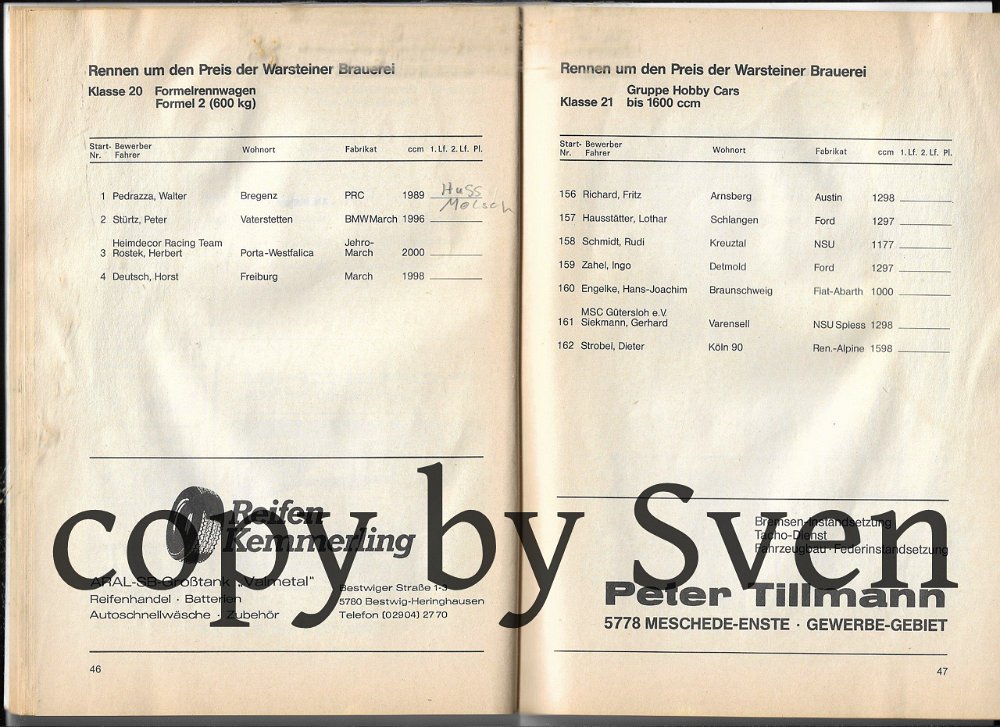 Rennen um den Preis der Warsteiner Brauerei
Klasse 20 Formelrennwagen
Formel 2 (600 kg)
Start- Bewerber
Nr. Fahrer Wohnort Fabrikat ccm 1. Lf. 2. Lf. Pl.
1 Pedrazza, Walter Bregenz PRC 1989 Huss
Melsch
2 Stürtz, Peter Vaterstetten BMW March 1996
Heimdecor Racing Team Jehro-
3 Rostek, Herbert Porta-Westfalica March 2000
4 Deutsch, Horst Freiburg March 1998
Reifen
Kemmerling
ARAL-SB-Großtank „Valmetal"
Reifenhandel · Batterien
Autoschnellwäsche · Zubehör
Bestwiger Straße 1-3
5780 Bestwig-Heringhausen
Telefon (02904) 2770
46
Rennen um den Preis der Warsteiner Brauerei
Gruppe Hobby Cars
Klasse 21 bis 1600 ccm
Start- Bewerber
Nr. Fahrer Wohnort Fabrikat ccm 1. Lf. 2. Lf. Pl.
156 Richard, Fritz Arnsberg Austin 1298
157 Hausstätter, Lothar Schlangen Ford 1297
158 Schmidt, Rudi Kreuztal NSU 1177
159 Zahel, Ingo Detmold Ford 1297
160 Engelke, Hans-Joachim Braunschweig Fiat-Abarth 1000
MSC Gütersloh e.V.
161 Siekmann, Gerhard Varensell NSU Spiess 1298
162 Strobel, Dieter Köln 90 Ren.-Alpine 1598
Bremsen-Instandsetzung
Tacho-Dienst
Fahrzeugbau · Federinstandsetzung
Peter Tillmann
5778 MESCHEDE-ENSTE · GEWERBE-GEBIET
47
copy by Sven